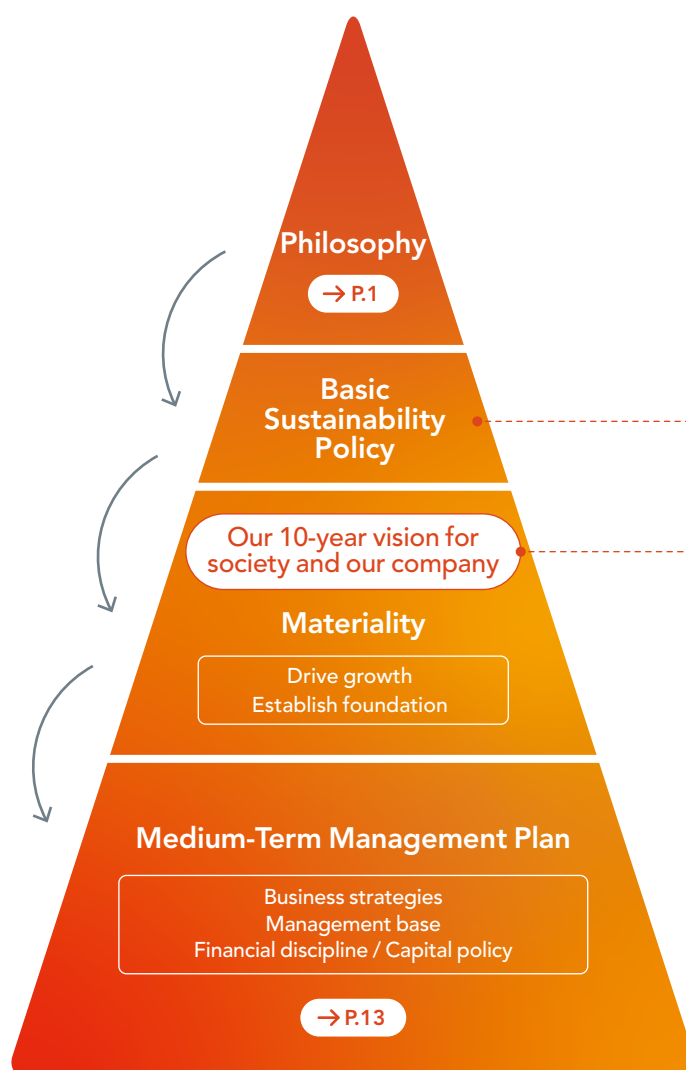 Philosophy
→ P.1
Basic
Sustainability
Policy
Our 10-year vision for
society and our company
Materiality
Drive growth
Establish foundation
Medium-Term Management Plan
Business strategies
Management base
Financial discipline / Capital policy
→ P.13